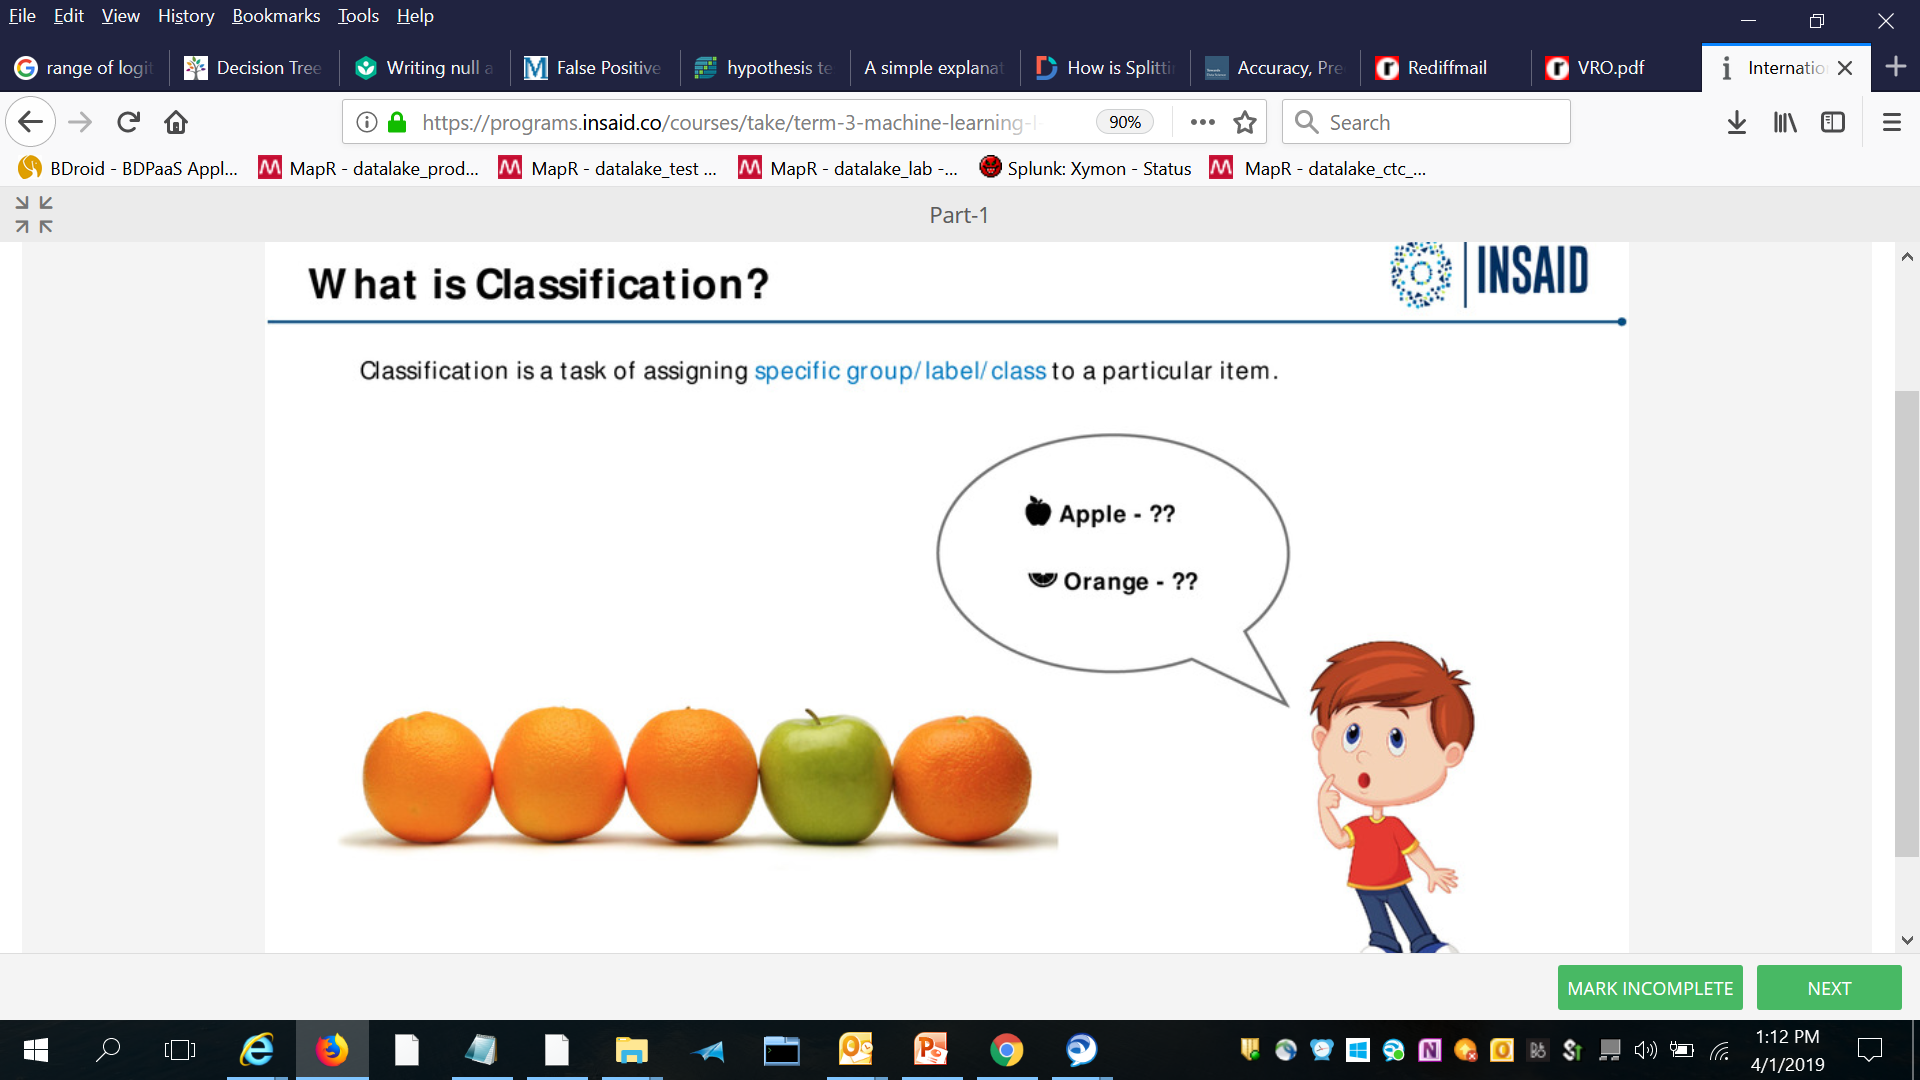 File Edit View History Bookmarks Tools Help
range of logit
Decision Tree
Writing null a
False Positive
hypothesis te
A simple explanat
How is Splitti
Accuracy, Pre
Rediffmail
VRO.pdf
Internatio
https://programs.insaid.co/courses/take/term-3-machine-learning-l
90%
Search
BDroid - BDPaaS Appl...
MapR - datalake_prod...
MapR - datalake_test ...
MapR - datalake_lab -...
Splunk: Xymon - Status
MapR - datalake_ctc_...
Part-1
What is Classification?
INSAID
Classification is a task of assigning specific group/label/class to a particular item.
Apple - ??
Orange - ??
MARK INCOMPLETE
NEXT
1:12 PM
4/1/2019